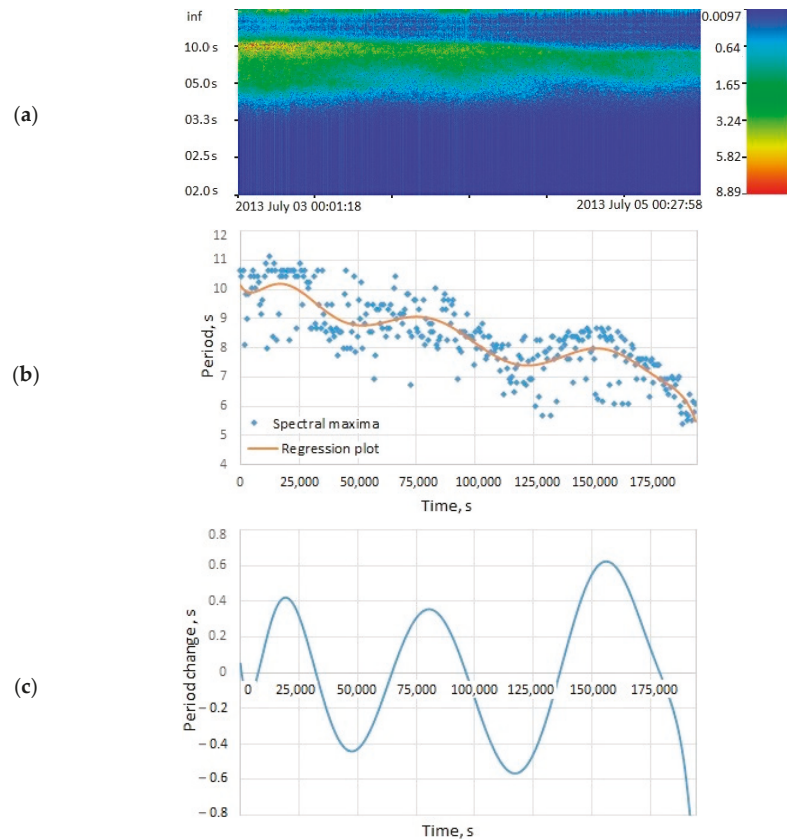 inf
10.0 s
05.0 s
03.3 s
02.5 s
02.0 s
(a)
2013 July 03 00:01:18
2013 July 05 00:27:58
0.0097
0.64
1.65
3.24
5.82
8.89
12
11
10
9
8
7
6
5
4
Period, s
(b)
Spectral maxima
Regression plot
0 25,000 50,000 75,000 100,000 125,000 150,000 175,000
Time, s
0.8
0.6
0.4
0.2
0
– 0.2
– 0.4
– 0.6
– 0.8
Period change, s
(c)
0 25,000 50,000 75,000 100,000 125,000 150,000 175,000
Time, s